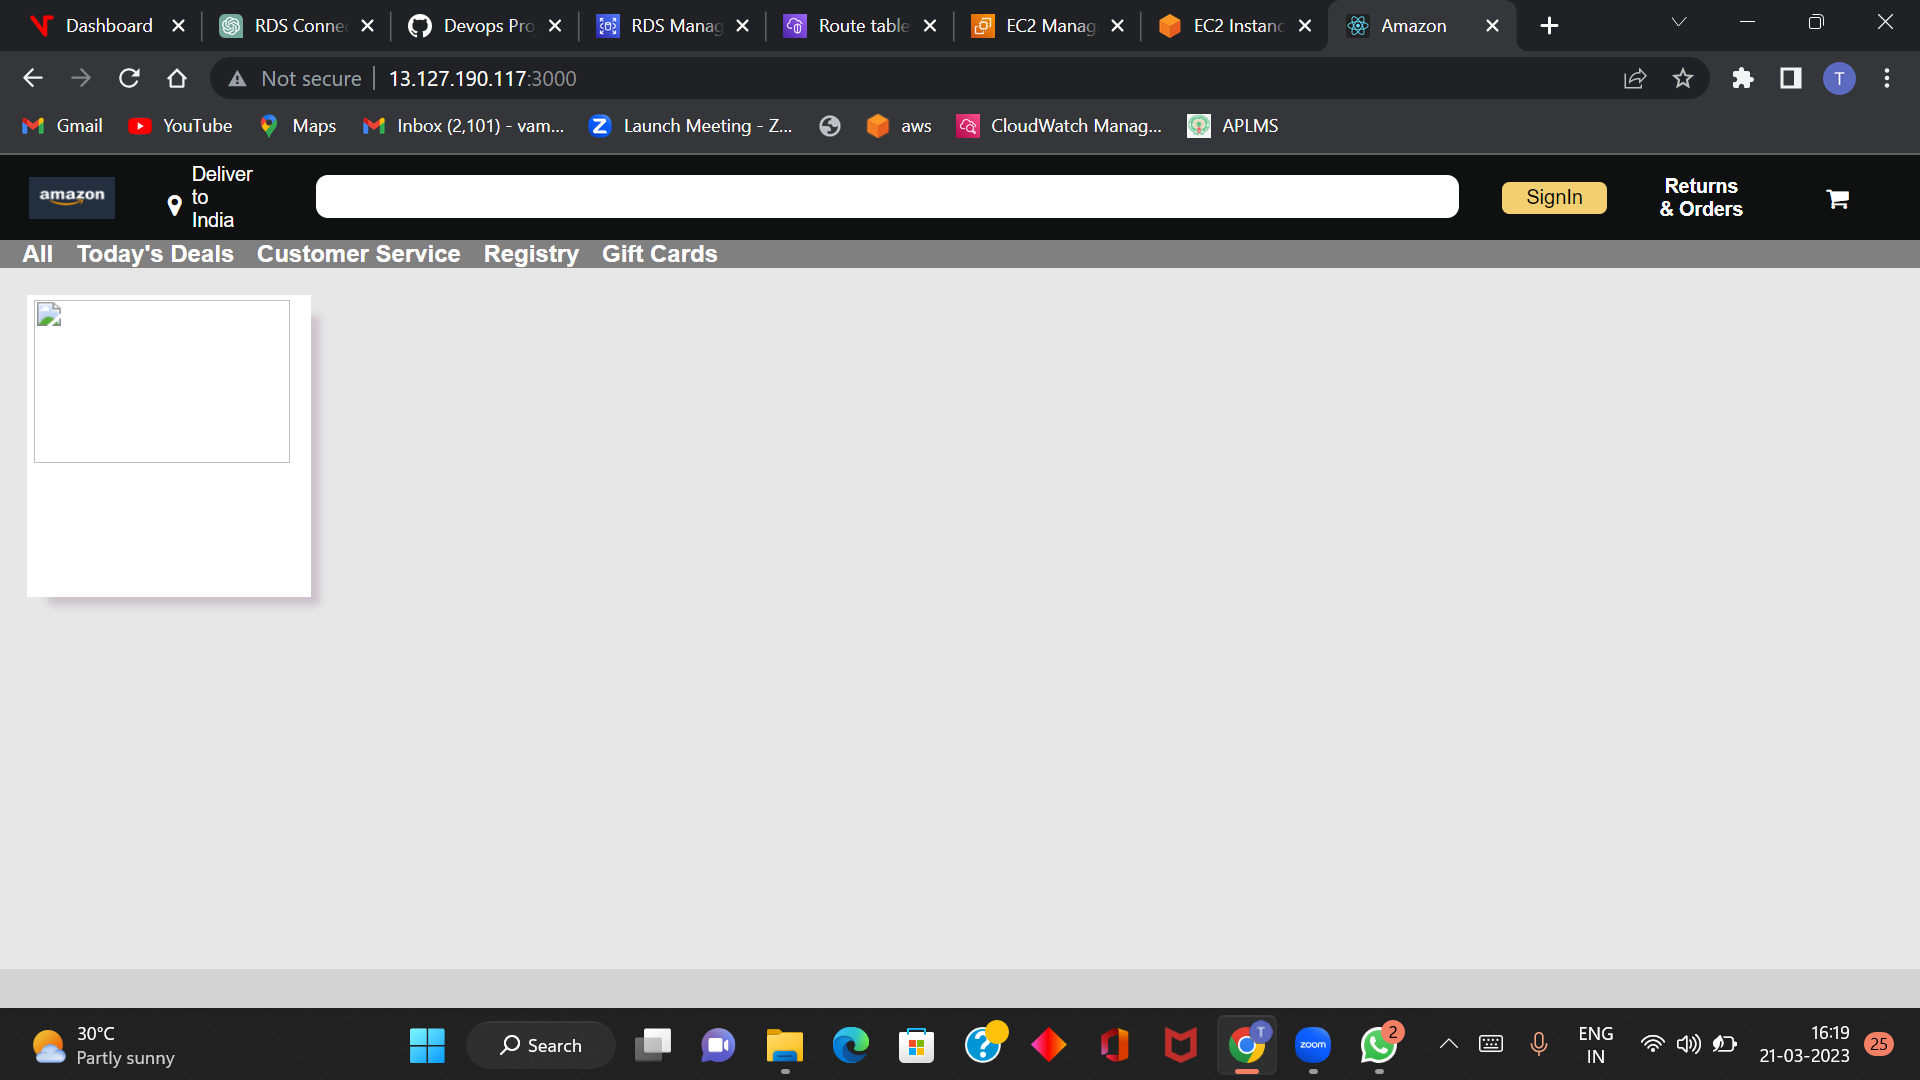 Dashboard
RDS Conne
Devops Pro
RDS Manag
Route table
EC2 Manag
EC2 Instanc
Amazon
Not secure
13.127.190.117:3000
T
Gmail
YouTube
Maps
Inbox (2,101) - vam...
Launch Meeting - Z...
aws
CloudWatch Manag...
APLMS
amazon
Deliver
to
India
SignIn
Returns
& Orders
All
Today's Deals
Customer Service
Registry
Gift Cards
30°C
Partly sunny
Search
T
zoom
2
ENG
IN
16:19
21-03-2023
25